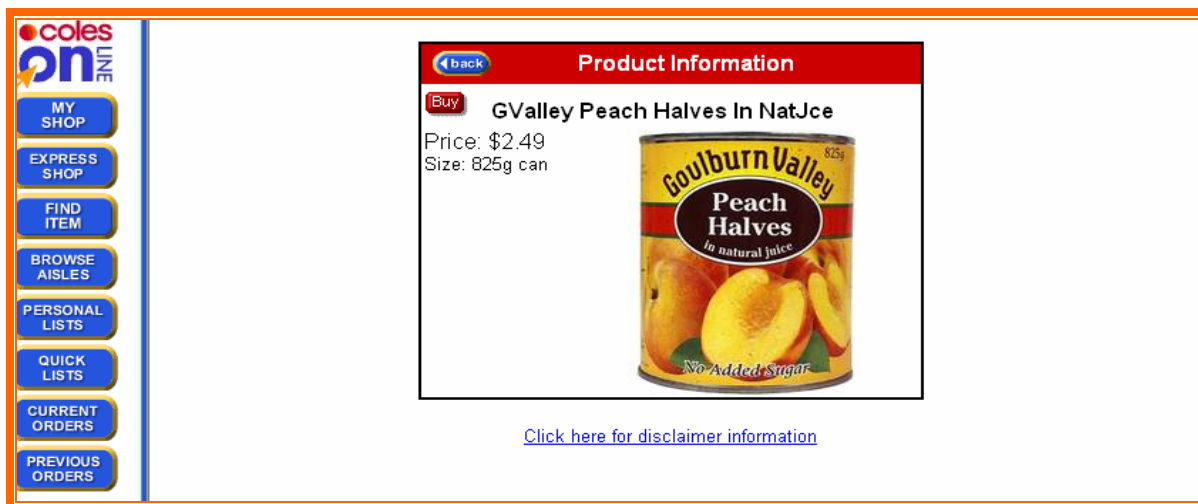 coles
on
LINE
MY
SHOP
EXPRESS
SHOP
FIND
ITEM
BROWSE
AISLES
PERSONAL
LISTS
QUICK
LISTS
CURRENT
ORDERS
PREVIOUS
ORDERS
back
Product Information
Buy
GValley Peach Halves In NatJce
Price: $2.49
Size: 825g can
Goulburn Valley
825g
Peach
Halves
in natural juice
No Added Sugar
Click here for disclaimer information